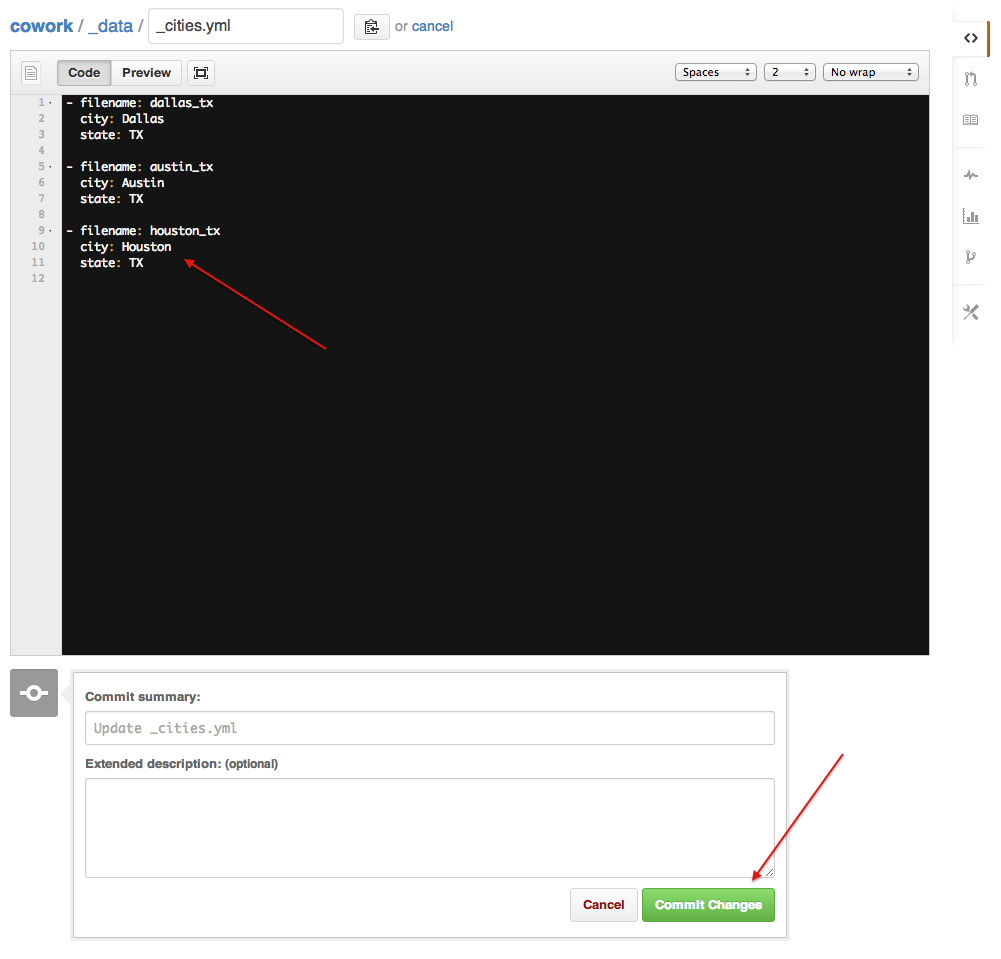 cowork / _data / _cities.yml or cancel
Code Preview Spaces 2 No wrap
1 - filename: dallas_tx
2 city: Dallas
3 state: TX
4
5 - filename: austin_tx
6 city: Austin
7 state: TX
8
9 - filename: houston_tx
10 city: Houston
11 state: TX
12
Commit summary:
Update _cities.yml
Extended description: (optional)
Cancel Commit Changes